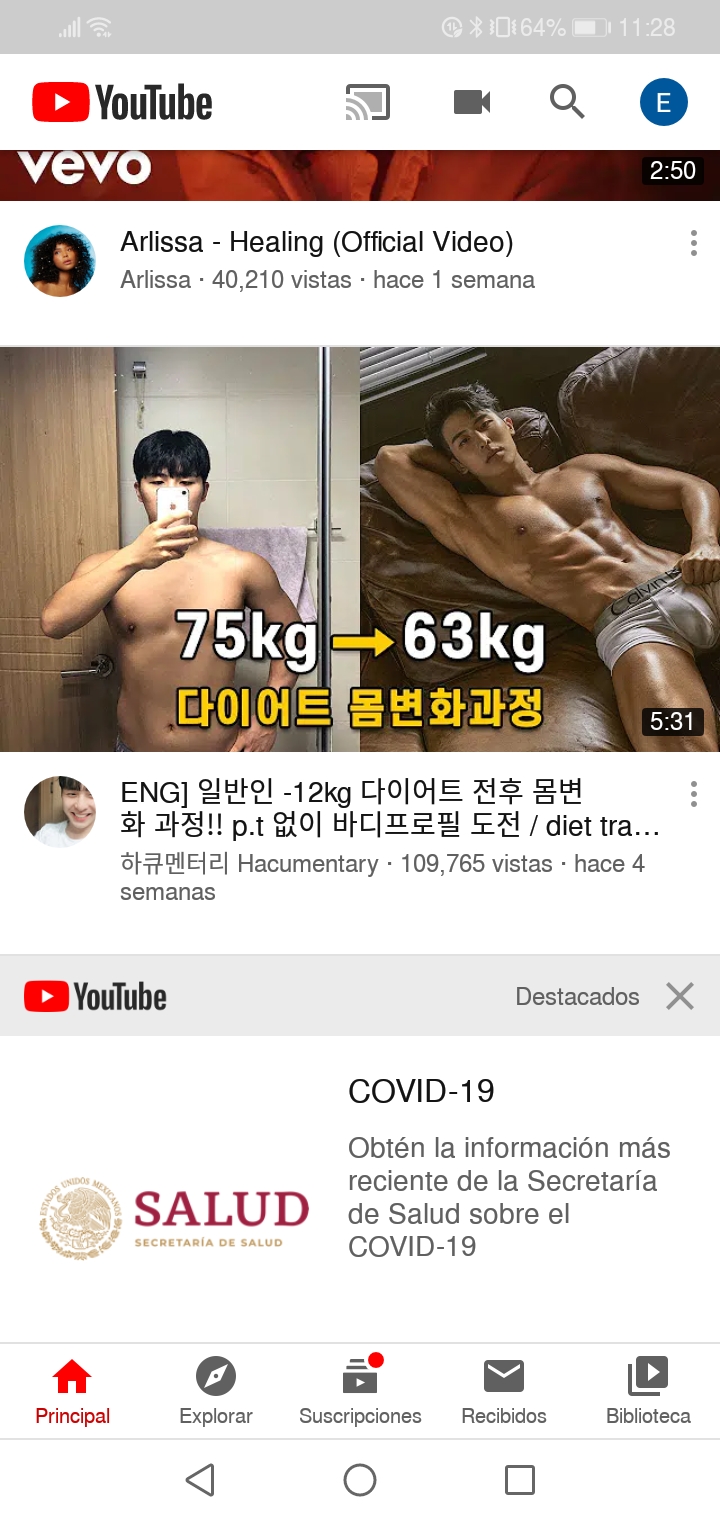 64% 11:28
YouTube
E
vevo
2:50
Arlissa - Healing (Official Video)
Arlissa · 40,210 vistas · hace 1 semana
Calvin
75kg → 63kg
다이어트 몸변화과정
5:31
ENG] 일반인 -12kg 다이어트 전후 몸변
화 과정!! p.t 없이 바디프로필 도전 / diet tra…
하큐멘터리 Hacumentary · 109,765 vistas · hace 4
semanas
YouTube
Destacados
COVID-19
Obtén la información más
reciente de la Secretaría
de Salud sobre el
COVID-19
ESTADOS UNIDOS MEXICANOS
SALUD
SECRETARÍA DE SALUD
Principal
Explorar
Suscripciones
Recibidos
Biblioteca